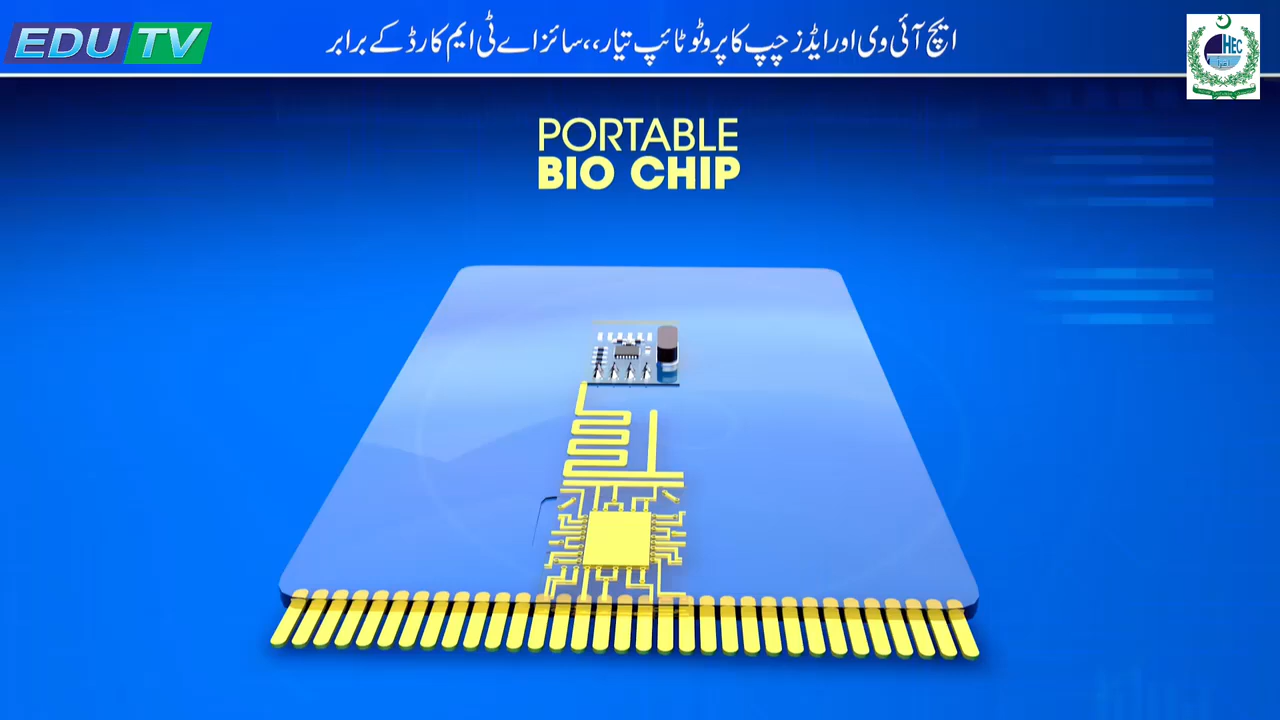 EDU TV
ایچ آئی وی اور ایڈز چپ کا پروٹو ٹائپ تیار،،سائز اے ٹی ایم کارڈ کے برابر
HEC
PORTABLE
BIO CHIP